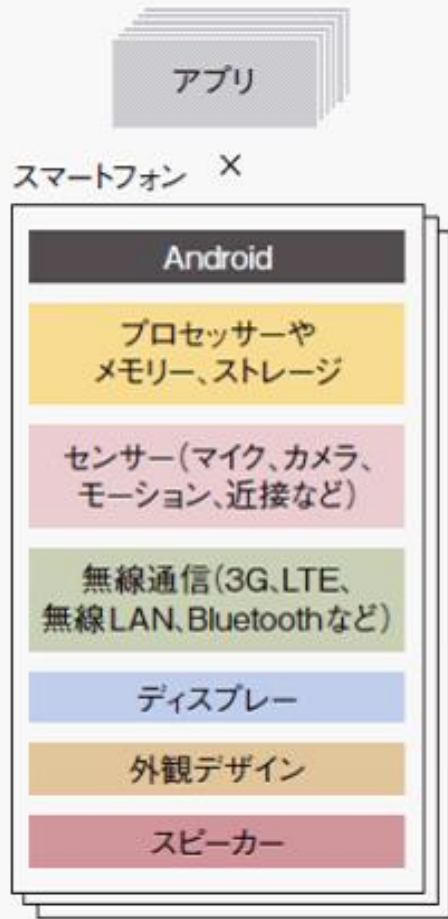 アプリ
スマートフォン ×
Android
プロセッサーや
メモリー、ストレージ
センサー(マイク、カメラ、
モーション、近接など)
無線通信(3G、LTE、
無線LAN、Bluetoothなど)
ディスプレー
外観デザイン
スピーカー